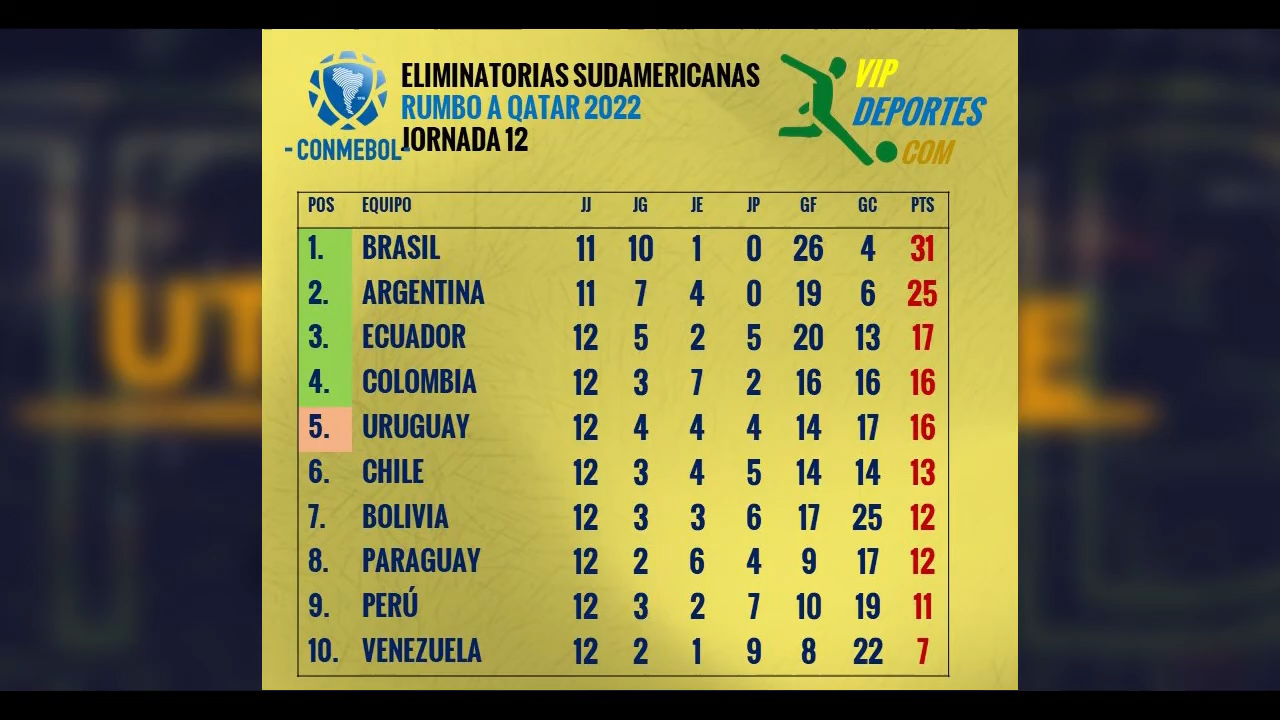 ELIMINATORIAS SUDAMERICANAS
RUMBO A QATAR 2022
JORNADA 12
- CONMEBOL -
VIP
DEPORTES
COM
POS EQUIPO JJ JG JE JP GF GC PTS
1. BRASIL 11 10 1 0 26 4 31
2. ARGENTINA 11 7 4 0 19 6 25
3. ECUADOR 12 5 2 5 20 13 17
4. COLOMBIA 12 3 7 2 16 16 16
5. URUGUAY 12 4 4 4 14 17 16
6. CHILE 12 3 4 5 14 14 13
7. BOLIVIA 12 3 3 6 17 25 12
8. PARAGUAY 12 2 6 4 9 17 12
9. PERÚ 12 3 2 7 10 19 11
10. VENEZUELA 12 2 1 9 8 22 7